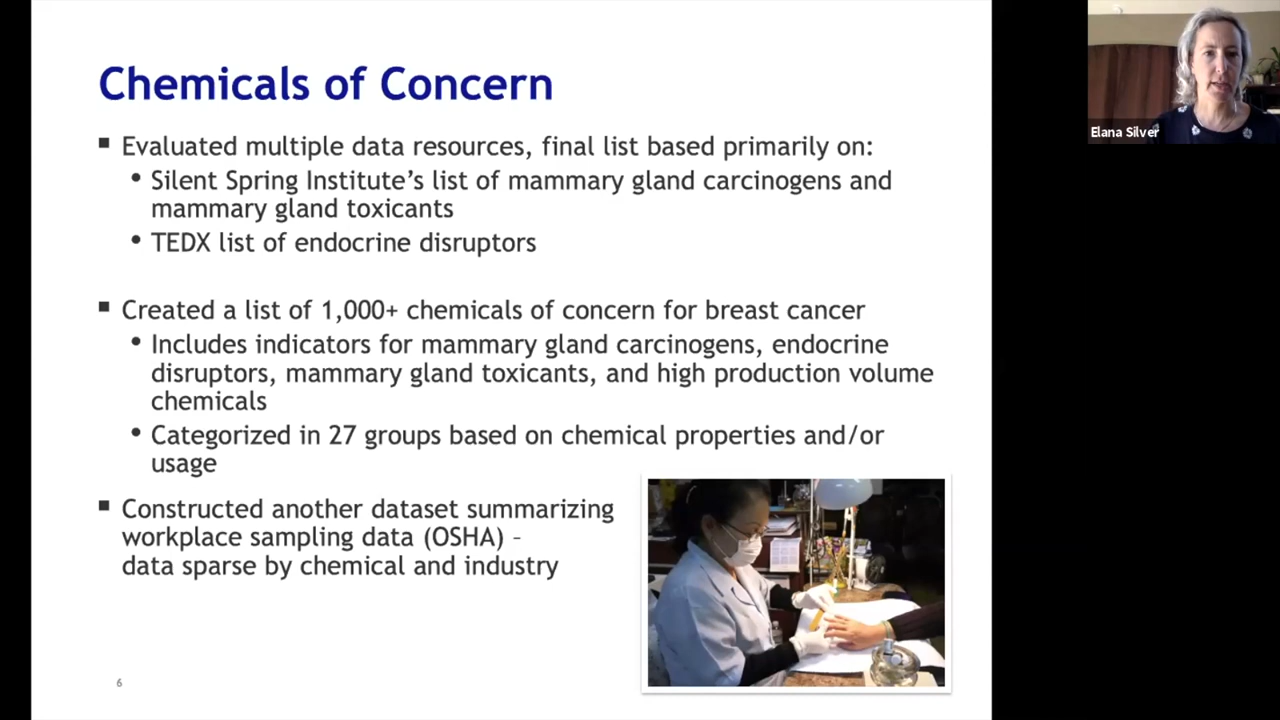 Chemicals of Concern
▪ Evaluated multiple data resources, final list based primarily on:
• Silent Spring Institute’s list of mammary gland carcinogens and
mammary gland toxicants
• TEDX list of endocrine disruptors
▪ Created a list of 1,000+ chemicals of concern for breast cancer
• Includes indicators for mammary gland carcinogens, endocrine
disruptors, mammary gland toxicants, and high production volume
chemicals
• Categorized in 27 groups based on chemical properties and/or
usage
▪ Constructed another dataset summarizing
workplace sampling data (OSHA) –
data sparse by chemical and industry
6
Elana Silver